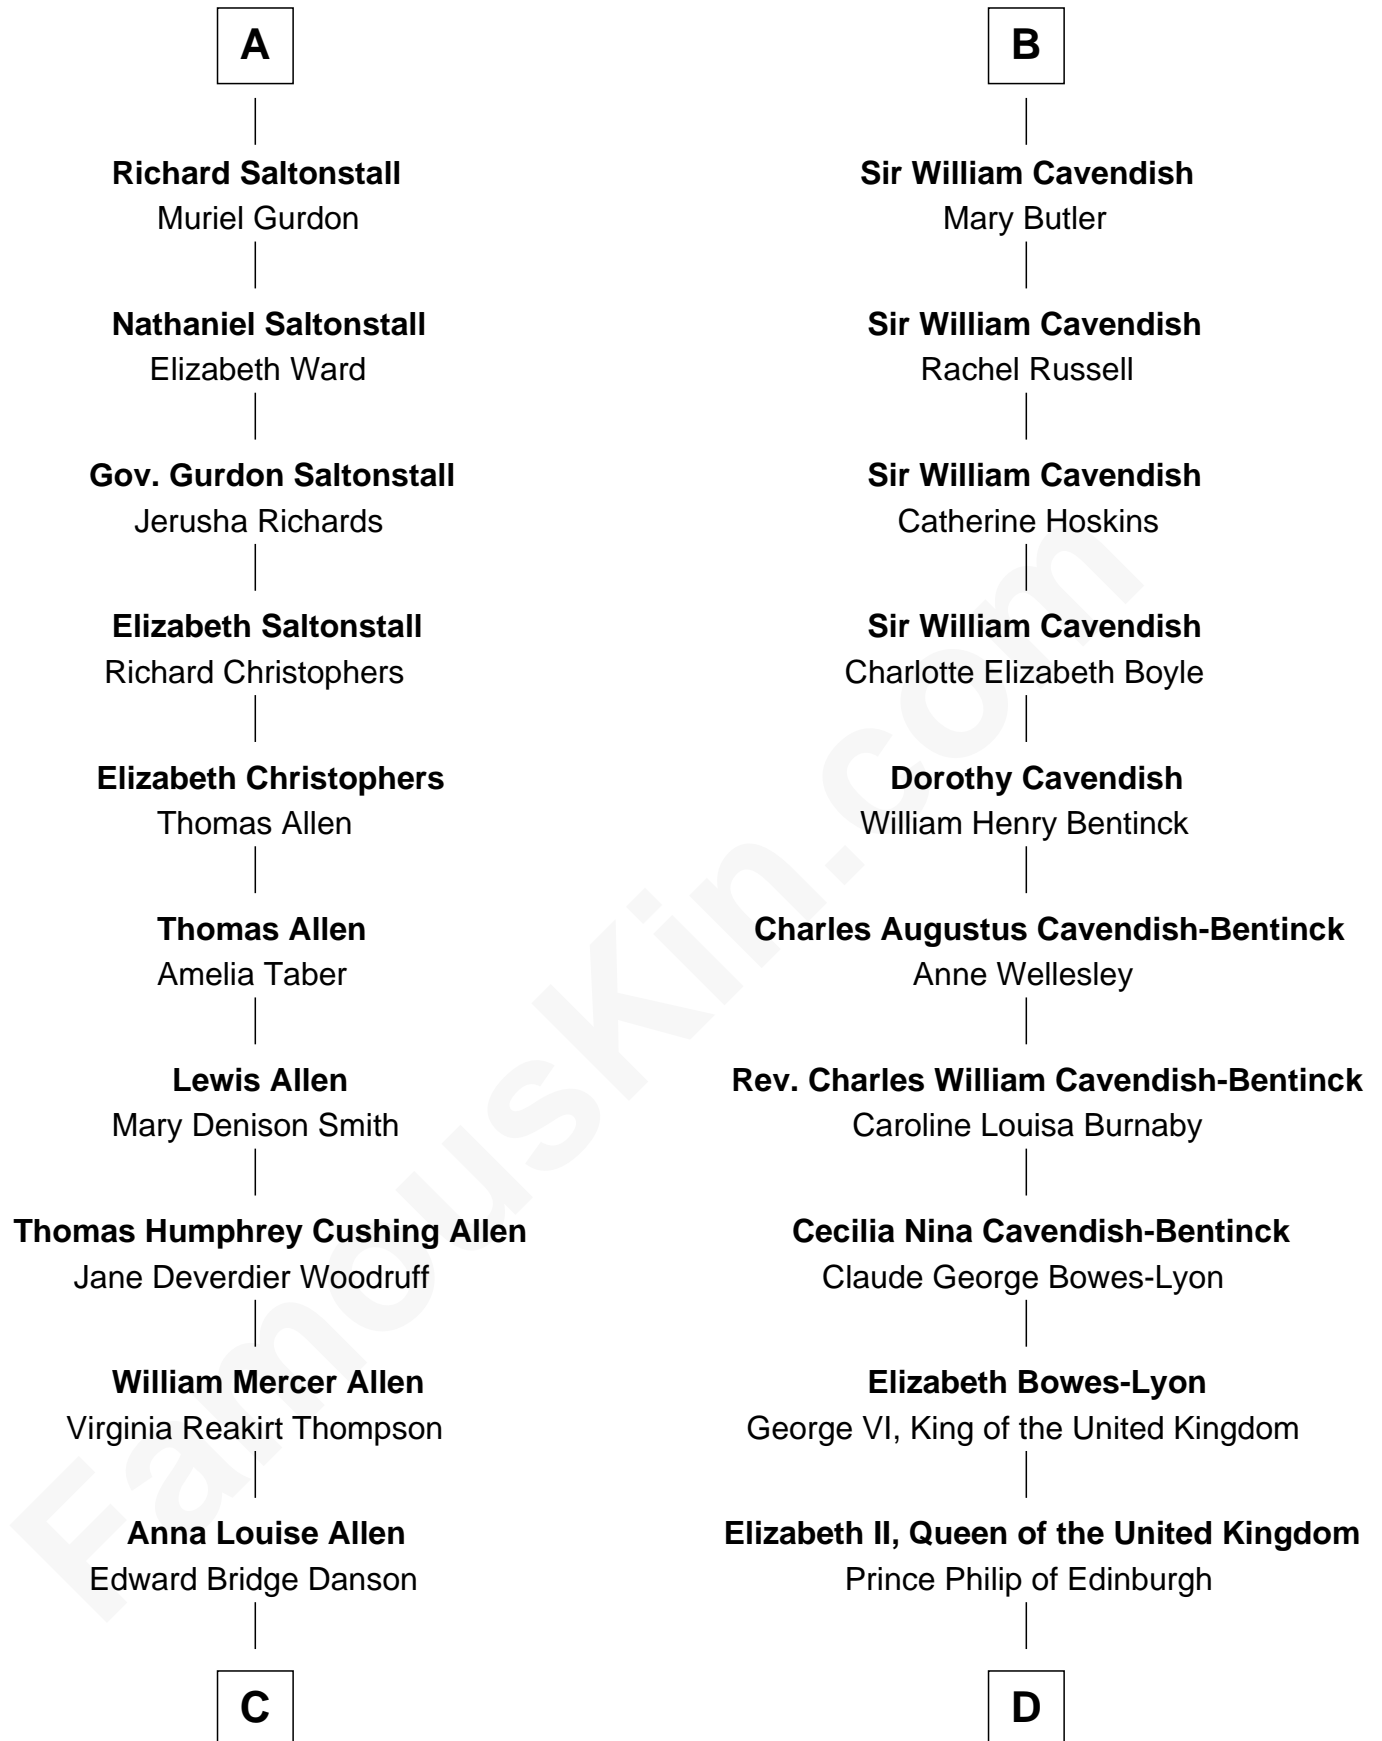 A
Richard Saltonstall
Muriel Gurdon
Nathaniel Saltonstall
Elizabeth Ward
Gov. Gurdon Saltonstall
Jerusha Richards
Elizabeth Saltonstall
Richard Christophers
Elizabeth Christophers
Thomas Allen
Thomas Allen
Amelia Taber
Lewis Allen
Mary Denison Smith
Thomas Humphrey Cushing Allen
Jane Deverdier Woodruff
William Mercer Allen
Virginia Reakirt Thompson
Anna Louise Allen
Edward Bridge Danson
C
B
Sir William Cavendish
Mary Butler
Sir William Cavendish
Rachel Russell
Sir William Cavendish
Catherine Hoskins
Sir William Cavendish
Charlotte Elizabeth Boyle
Dorothy Cavendish
William Henry Bentinck
Charles Augustus Cavendish-Bentinck
Anne Wellesley
Rev. Charles William Cavendish-Bentinck
Caroline Louisa Burnaby
Cecilia Nina Cavendish-Bentinck
Claude George Bowes-Lyon
Elizabeth Bowes-Lyon
George VI, King of the United Kingdom
Elizabeth II, Queen of the United Kingdom
Prince Philip of Edinburgh
D
FamousKin.com